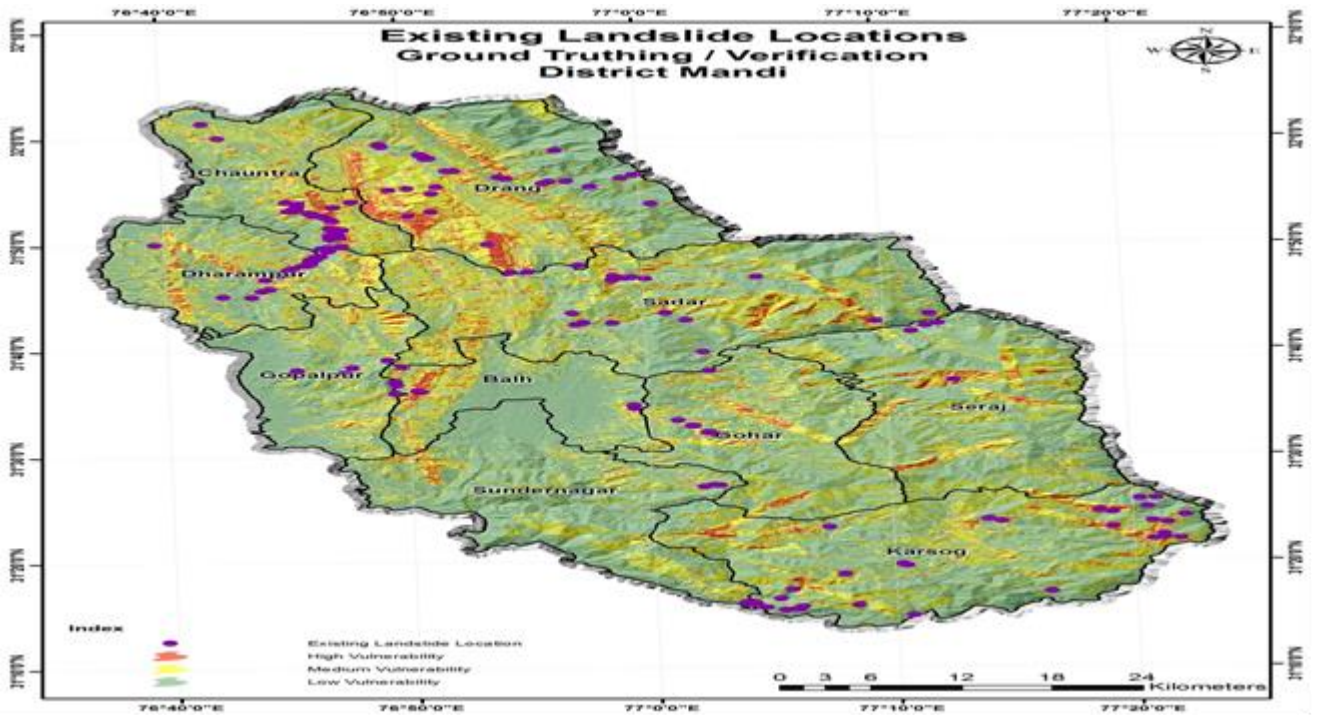 76°40'0"E 76°50'0"E 77°0'0"E 77°10'0"E 77°20'0"E
Existing Landslide Locations
Ground Truthing / Verification
District Mandi
N
W E
S
Chauntra
Drang
Dharampur
Sadar
Gopalpur
Balh
Seraj
Gohar
Sundernagar
Karsog
Index
Existing Landslide Location
High Vulnerability
Medium Vulnerability
Low Vulnerability
0 3 6 12 18 24
Kilometers
76°40'0"E 76°50'0"E 77°0'0"E 77°10'0"E 77°20'0"E